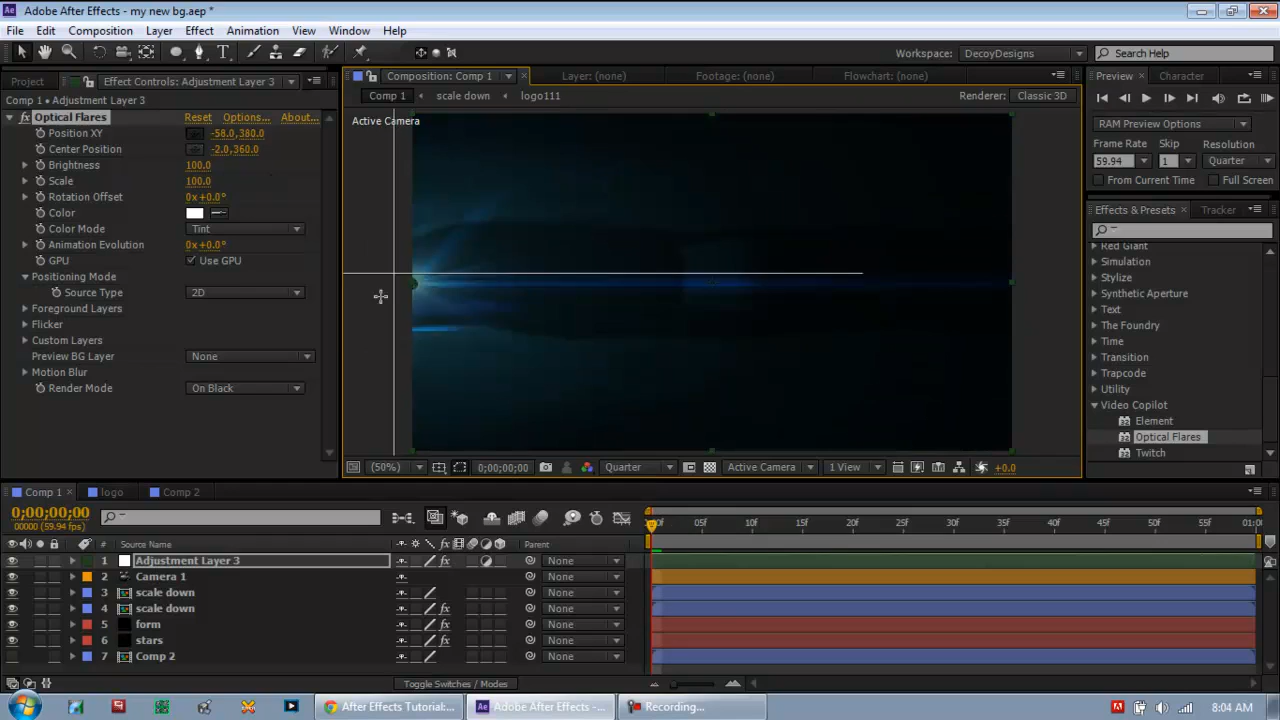 Adobe After Effects - my new bg.aep *
File Edit Composition Layer Effect Animation View Window Help
Workspace: DecoyDesigns Search Help
Project Effect Controls: Adjustment Layer 3 Composition: Comp 1 Layer: (none) Footage: (none) Flowchart: (none) Preview Character
Comp 1 • Adjustment Layer 3 Comp 1 scale down logo111 Renderer: Classic 3D
fx Optical Flares Reset Options... About... Active Camera
RAM Preview Options
Position XY -58.0,380.0
Center Position -2.0,360.0
Frame Rate Skip Resolution
59.94 1 Quarter
Brightness 100.0
Scale 100.0
From Current Time Full Screen
Rotation Offset 0x+0.0°
Color
Effects & Presets Tracker
Color Mode Tint
Animation Evolution 0x+0.0°
GPU Use GPU
Positioning Mode
Source Type 2D
Foreground Layers
Flicker
Custom Layers
Preview BG Layer None
Motion Blur
Render Mode On Black
Red Giant
Simulation
Stylize
Synthetic Aperture
Text
The Foundry
Time
Transition
Trapcode
Utility
Video Copilot
Element
Optical Flares
Twitch
(50%) 0;00;00;00 Quarter Active Camera 1 View +0.0
Comp 1 logo Comp 2
0;00;00;00
00000 (59.94 fps)
05F 10F 15F 20F 25F 30F 35F 40F 45F 50F 55F 01:0
# Source Name Parent
1 Adjustment Layer 3 fx None
2 Camera 1 None
3 scale down None
4 scale down fx None
5 form fx None
6 stars fx None
7 Comp 2 None
Toggle Switches / Modes
After Effects Tutorial:... Adobe After Effects -... Recording... 8:04 AM